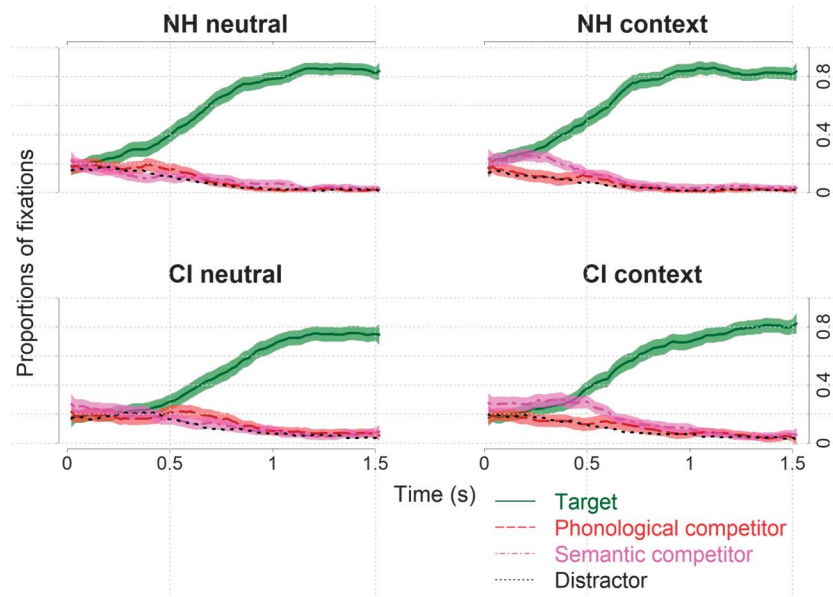 NH neutral
NH context
0.8
0.4
0
CI neutral
CI context
0.8
0.4
0
Proportions of fixations
0 0.5 1 1.5
0 0.5 1 1.5
Time (s)
Target
Phonological competitor
Semantic competitor
Distractor